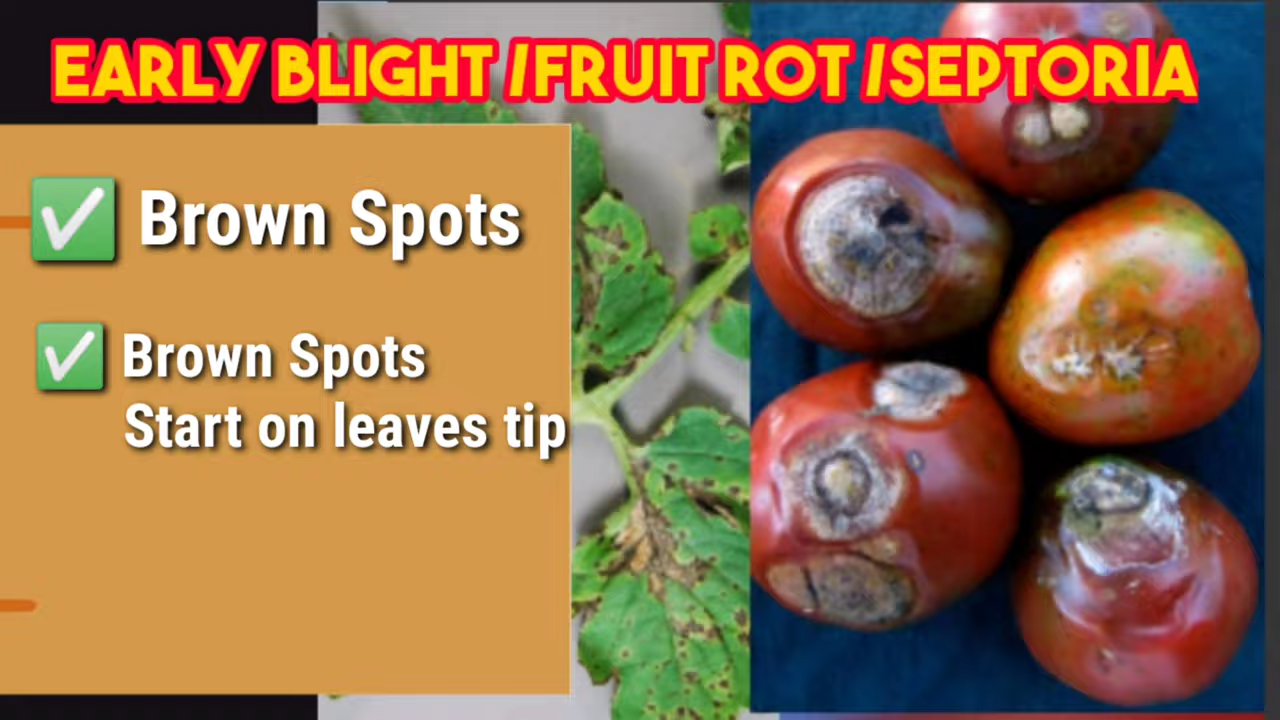 EARLY BLIGHT /FRUIT ROT /SEPTORIA
✅ Brown Spots
✅ Brown Spots
Start on leaves tip